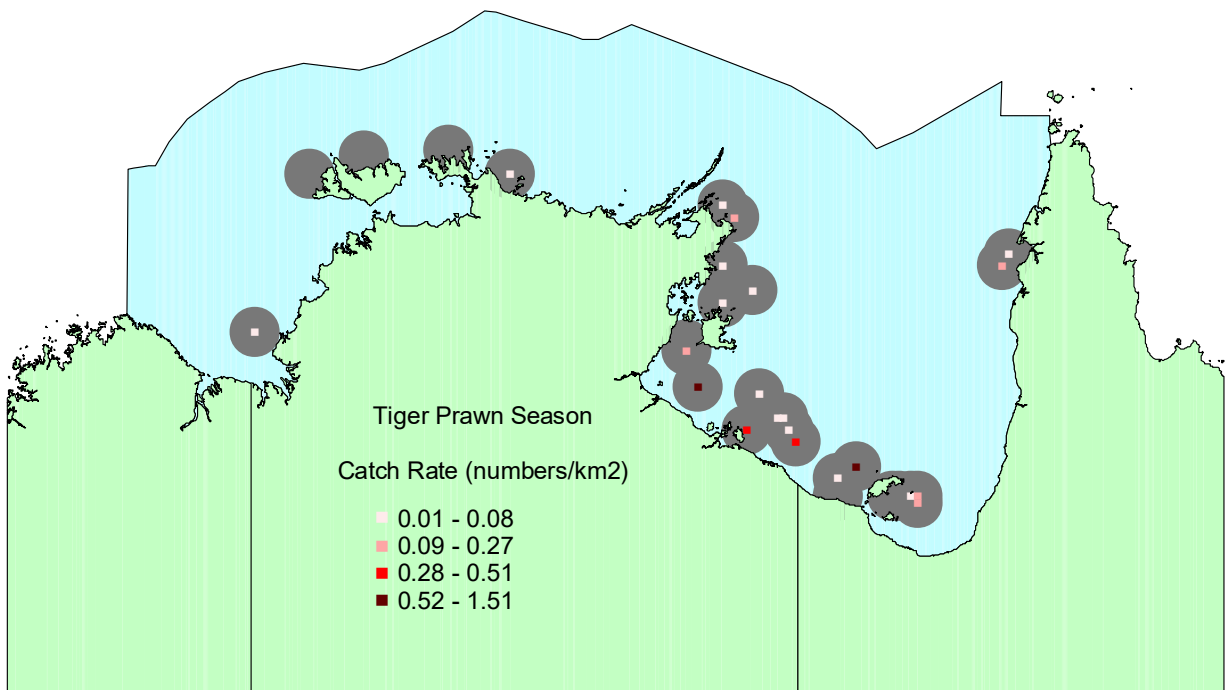 Tiger Prawn Season
Catch Rate (numbers/km2)
0.01 - 0.08
0.09 - 0.27
0.28 - 0.51
0.52 - 1.51